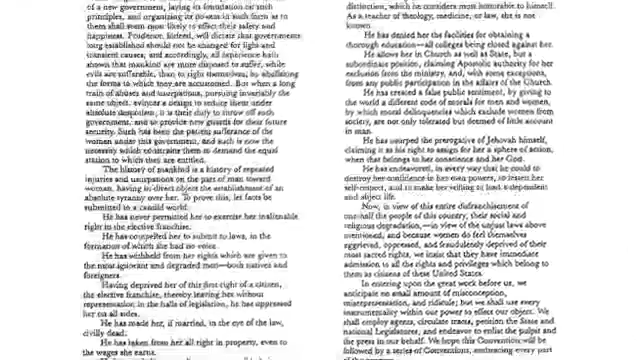 of a new government, laying its foundation on such
principles, and organizing its powers in such form as to
them shall seem most likely to effect their safety and
happiness. Prudence, indeed, will dictate that governments
long established should not be changed for light and
transient causes; and accordingly, all experience hath
shown that mankind are more disposed to suffer, while
evils are sufferable, than to right themselves, by abolishing
the forms to which they are accustomed. But when a long
train of abuses and usurpations, pursuing invariably the
same object, evinces a design to reduce them under
absolute despotism, it is their duty to throw off such
government, and to provide new guards for their future
security. Such has been the patient sufferance of the
women under this government, and such is now the
necessity which constrains them to demand the equal
station to which they are entitled.
The history of mankind is a history of repeated
injuries and usurpations on the part of man toward
woman, having in direct object the establishment of an
absolute tyranny over her. To prove this, let facts be
submitted to a candid world.
He has never permitted her to exercise her inalienable
right to the elective franchise.
He has compelled her to submit to laws, in the
formation of which she had no voice.
He has withheld from her rights which are given to
the most ignorant and degraded men—both natives and
foreigners.
Having deprived her of this first right of a citizen,
the elective franchise, thereby leaving her without
representation in the halls of legislation, he has oppressed
her on all sides.
He has made her, if married, in the eye of the law,
civilly dead.
He has taken from her all right in property, even to
the wages she earns.
distinction, which he considers most honorable to himself.
As a teacher of theology, medicine, or law, she is not
known.
He has denied her the facilities for obtaining a
thorough education—all colleges being closed against her.
He allows her in Church as well as State, but a
subordinate position, claiming Apostolic authority for her
exclusion from the ministry, and, with some exceptions,
from any public participation in the affairs of the Church.
He has created a false public sentiment, by giving to
the world a different code of morals for men and women,
by which moral delinquencies which exclude women from
society, are not only tolerated but deemed of little account
in man.
He has usurped the prerogative of Jehovah himself,
claiming it as his right to assign for her a sphere of action,
when that belongs to her conscience and her God.
He has endeavored, in every way that he could to
destroy her confidence in her own powers, to lessen her
self-respect, and to make her willing to lead a dependent
and abject life.
Now, in view of this entire disfranchisement of
one-half the people of this country, their social and
religious degradation,—in view of the unjust laws above
mentioned, and because women do feel themselves
aggrieved, oppressed, and fraudulently deprived of their
most sacred rights, we insist that they have immediate
admission to all the rights and privileges which belong to
them as citizens of these United States.
In entering upon the great work before us, we
anticipate no small amount of misconception,
misrepresentation, and ridicule; but we shall use every
instrumentality within our power to effect our object. We
shall employ agents, circulate tracts, petition the State and
national Legislatures, and endeavor to enlist the pulpit and
the press in our behalf. We hope this Convention will be
followed by a series of Conventions, embracing every part